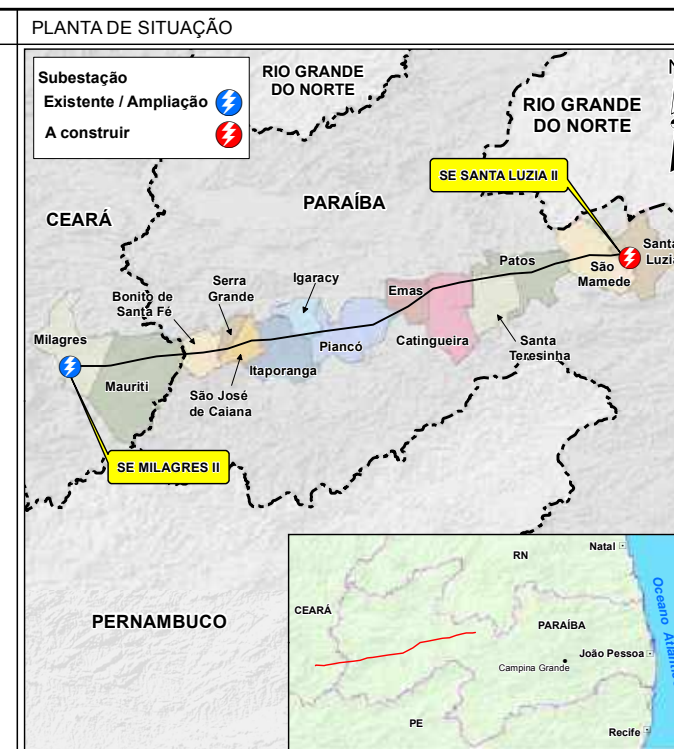 PLANTA DE SITUAÇÃO
Subestação
Existente / Ampliação
A construir
RIO GRANDE
DO NORTE
N
RIO GRANDE
DO NORTE
SE SANTA LUZIA II
PARAÍBA
CEARÁ
Santa
Luzia
Patos
São
Mamede
Igaracy
Serra
Grande
Emas
Bonito de
Santa Fé
Milagres
Santa
Teresinha
Catingueira
Piancó
Itaporanga
Mauriti
São José
de Caiana
SE MILAGRES II
PERNAMBUCO
Natal
RN
Oceano Atlânti
CEARÁ
PARAÍBA
João Pessoa
Campina Grande
PE
Recife